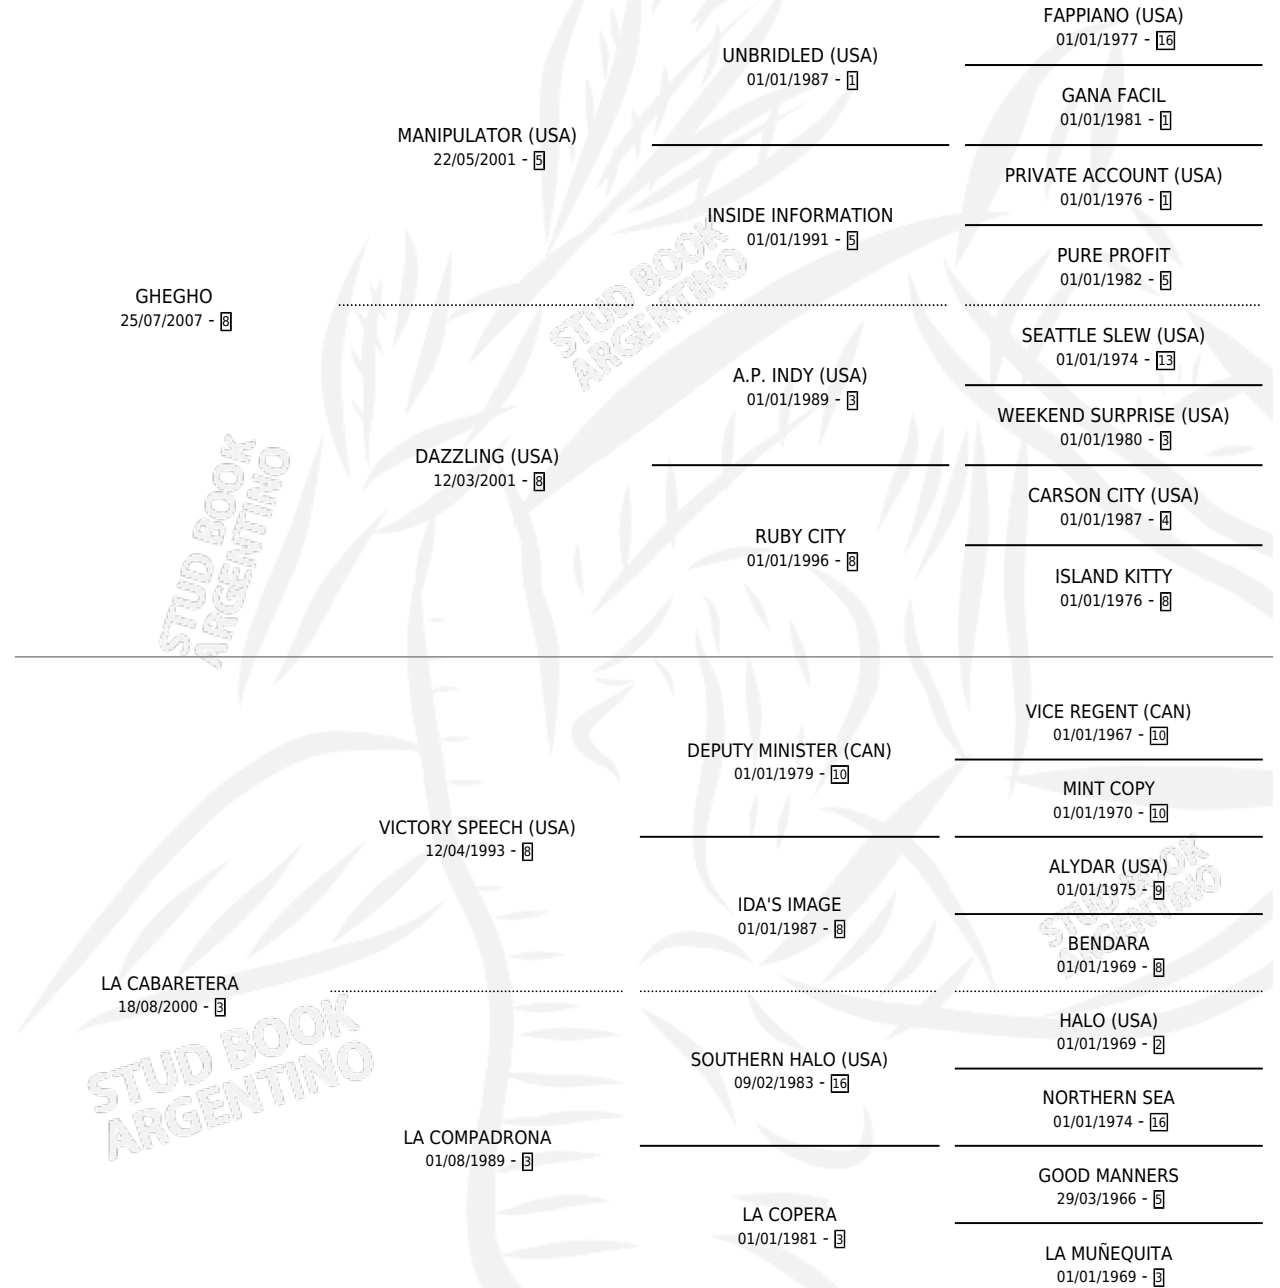 FAPPIANO (USA)
01/01/1977 - 16
UNBRIDLED (USA)
01/01/1987 - 1
GANA FACIL
01/01/1981 - 1
MANIPULATOR (USA)
22/05/2001 - 5
PRIVATE ACCOUNT (USA)
01/01/1976 - 1
INSIDE INFORMATION
01/01/1991 - 5
PURE PROFIT
01/01/1982 - 5
GHEGHO
25/07/2007 - 8
STUD BOOK
ARGENTINO
SEATTLE SLEW (USA)
01/01/1974 - 13
A.P. INDY (USA)
01/01/1989 - 3
WEEKEND SURPRISE (USA)
01/01/1980 - 3
DAZZLING (USA)
12/03/2001 - 8
CARSON CITY (USA)
01/01/1987 - 4
RUBY CITY
01/01/1996 - 8
ISLAND KITTY
01/01/1976 - 8
STUD BOOK
ARGENTINO
VICE REGENT (CAN)
01/01/1967 - 10
DEPUTY MINISTER (CAN)
01/01/1979 - 10
MINT COPY
01/01/1970 - 10
VICTORY SPEECH (USA)
12/04/1993 - 8
ALYDAR (USA)
01/01/1975 - 9
IDA'S IMAGE
01/01/1987 - 8
STUD BOOK
ARGENTINO
BENDARA
01/01/1969 - 8
LA CABARETERA
18/08/2000 - 3
HALO (USA)
01/01/1969 - 2
SOUTHERN HALO (USA)
09/02/1983 - 16
STUD BOOK
ARGENTINO
NORTHERN SEA
01/01/1974 - 16
LA COMPADRONA
01/08/1989 - 3
GOOD MANNERS
29/03/1966 - 5
LA COPERA
01/01/1981 - 3
LA MUÑEQUITA
01/01/1969 - 3